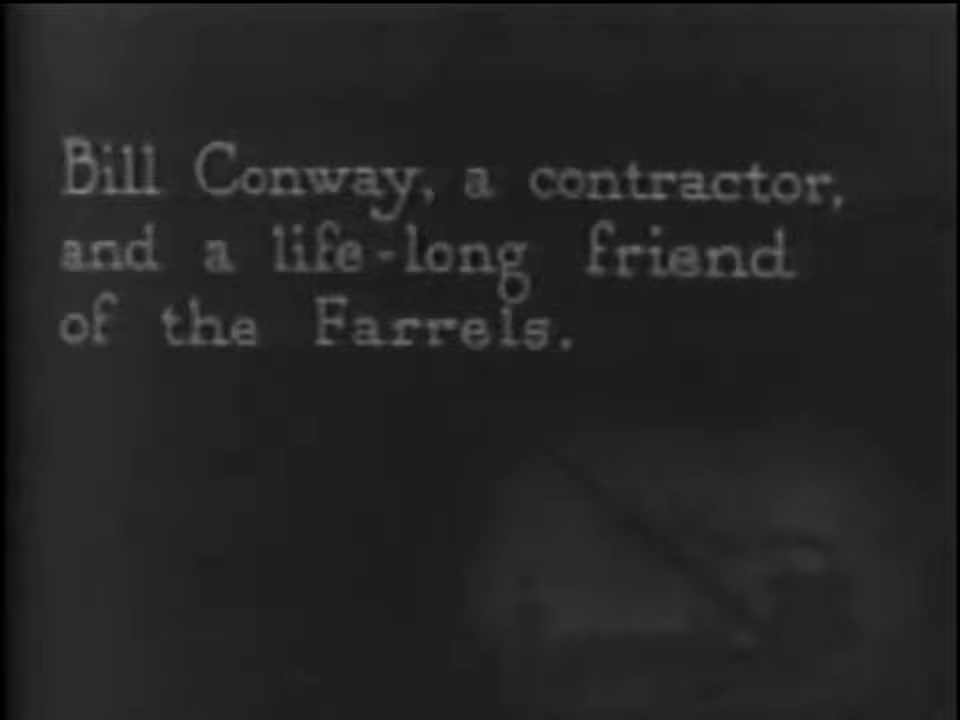 Bill Conway, a contractor,
and a life-long friend
of the Farrels.